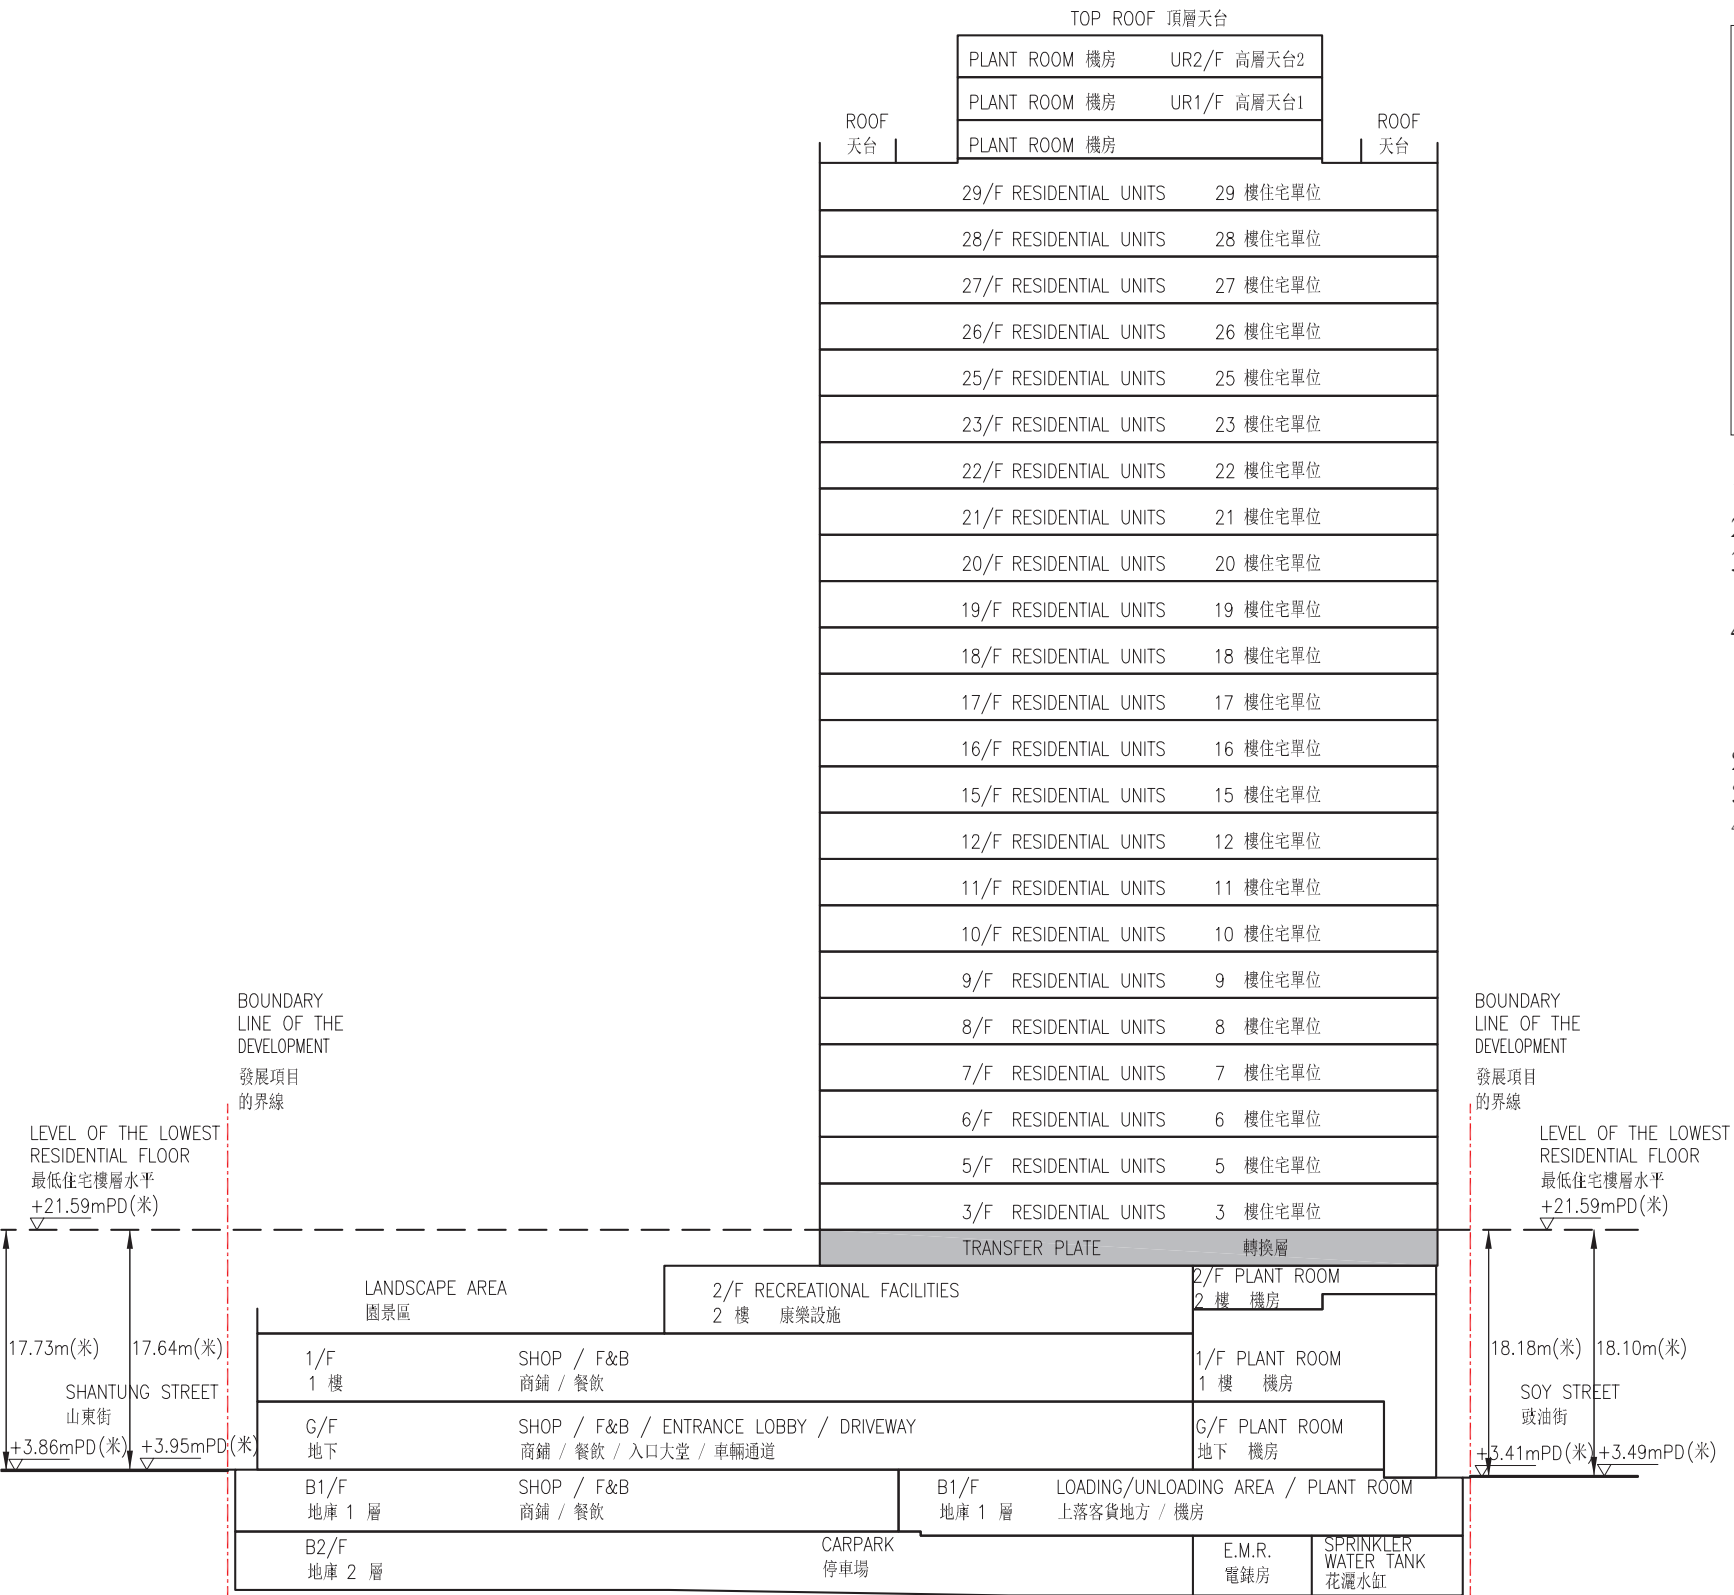 TOP ROOF 頂層天台
PLANT ROOM 機房 UR2/F 高層天台2
PLANT ROOM 機房 UR1/F 高層天台1
ROOF
天台
PLANT ROOM 機房
ROOF
天台
29/F RESIDENTIAL UNITS 29 樓住宅單位
28/F RESIDENTIAL UNITS 28 樓住宅單位
27/F RESIDENTIAL UNITS 27 樓住宅單位
26/F RESIDENTIAL UNITS 26 樓住宅單位
25/F RESIDENTIAL UNITS 25 樓住宅單位
23/F RESIDENTIAL UNITS 23 樓住宅單位
22/F RESIDENTIAL UNITS 22 樓住宅單位
21/F RESIDENTIAL UNITS 21 樓住宅單位
20/F RESIDENTIAL UNITS 20 樓住宅單位
19/F RESIDENTIAL UNITS 19 樓住宅單位
18/F RESIDENTIAL UNITS 18 樓住宅單位
17/F RESIDENTIAL UNITS 17 樓住宅單位
16/F RESIDENTIAL UNITS 16 樓住宅單位
15/F RESIDENTIAL UNITS 15 樓住宅單位
12/F RESIDENTIAL UNITS 12 樓住宅單位
11/F RESIDENTIAL UNITS 11 樓住宅單位
10/F RESIDENTIAL UNITS 10 樓住宅單位
9/F RESIDENTIAL UNITS 9 樓住宅單位
8/F RESIDENTIAL UNITS 8 樓住宅單位
7/F RESIDENTIAL UNITS 7 樓住宅單位
6/F RESIDENTIAL UNITS 6 樓住宅單位
5/F RESIDENTIAL UNITS 5 樓住宅單位
3/F RESIDENTIAL UNITS 3 樓住宅單位
TRANSFER PLATE 轉換層
BOUNDARY
LINE OF THE
DEVELOPMENT
發展項目
的界線
LEVEL OF THE LOWEST
RESIDENTIAL FLOOR
最低住宅樓層水平
+21.59mPD(米)
BOUNDARY
LINE OF THE
DEVELOPMENT
發展項目
的界線
LEVEL OF THE LOWEST
RESIDENTIAL FLOOR
最低住宅樓層水平
+21.59mPD(米)
LANDSCAPE AREA
園景區
2/F RECREATIONAL FACILITIES
2 樓 康樂設施
2/F PLANT ROOM
2 樓 機房
17.73m(米) 17.64m(米)
1/F SHOP / F&B
1 樓 商鋪 / 餐飲
1/F PLANT ROOM
1 樓 機房
18.18m(米) 18.10m(米)
SHANTUNG STREET
山東街
+3.86mPD(米) +3.95mPD(米)
G/F SHOP / F&B / ENTRANCE LOBBY / DRIVEWAY
地下 商鋪 / 餐飲 / 入口大堂 / 車輛通道
G/F PLANT ROOM
地下 機房
SOY STREET
豉油街
+3.41mPD(米) +3.49mPD(米)
B1/F SHOP / F&B
地庫 1 層 商鋪 / 餐飲
B1/F LOADING/UNLOADING AREA / PLANT ROOM
地庫 1 層 上落客貨地方 / 機房
B2/F CARPARK
地庫 2 層 停車場
E.M.R.
電錶房
SPRINKLER
WATER TANK
花灑水缸